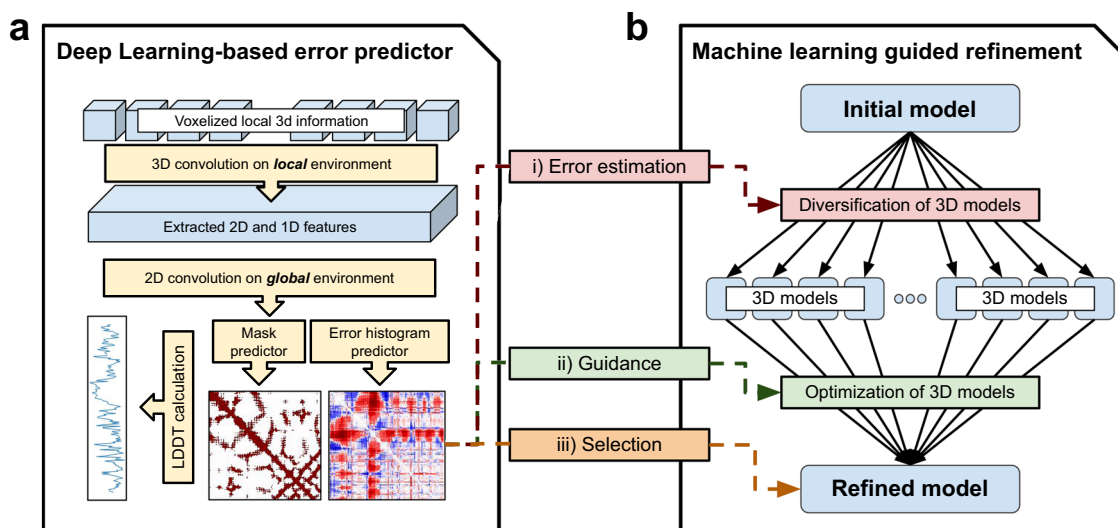 a
Deep Learning-based error predictor
Voxelized local 3d information
3D convolution on local environment
Extracted 2D and 1D features
2D convolution on global environment
Mask
predictor
Error histogram
predictor
LDDT calculation
i) Error estimation
ii) Guidance
iii) Selection
b
Machine learning guided refinement
Initial model
Diversification of 3D models
3D models
3D models
Optimization of 3D models
Refined model